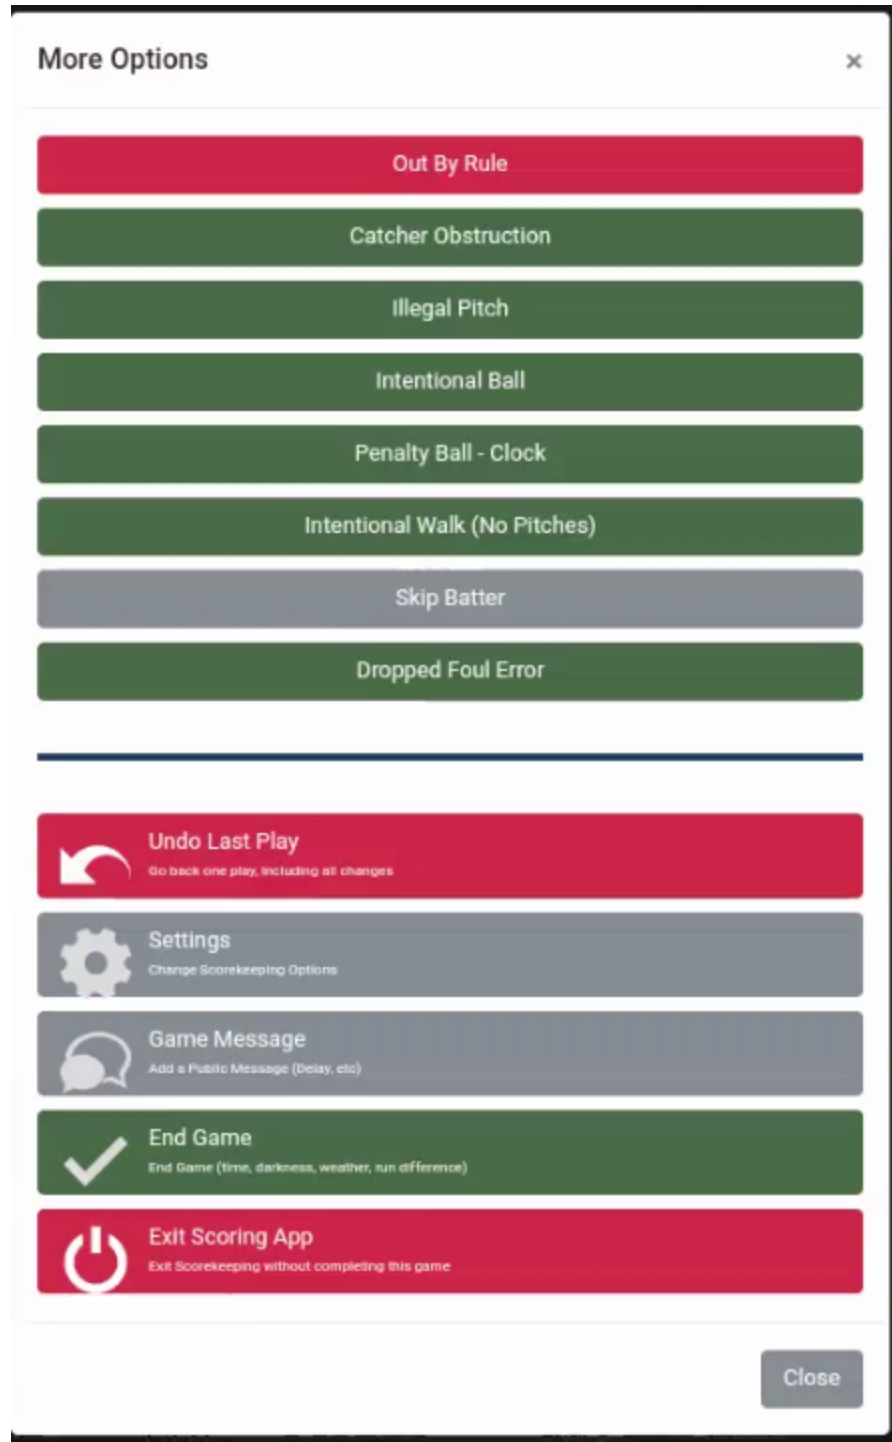 More Options
×
Out By Rule
Catcher Obstruction
Illegal Pitch
Intentional Ball
Penalty Ball - Clock
Intentional Walk (No Pitches)
Skip Batter
Dropped Foul Error
Undo Last Play
Go back one play, including all changes
Settings
Change Scorekeeping Options
Game Message
Add a Public Message (Delay, etc)
End Game
End Game (time, darkness, weather, run difference)
Exit Scoring App
Exit Scorekeeping without completing this game
Close